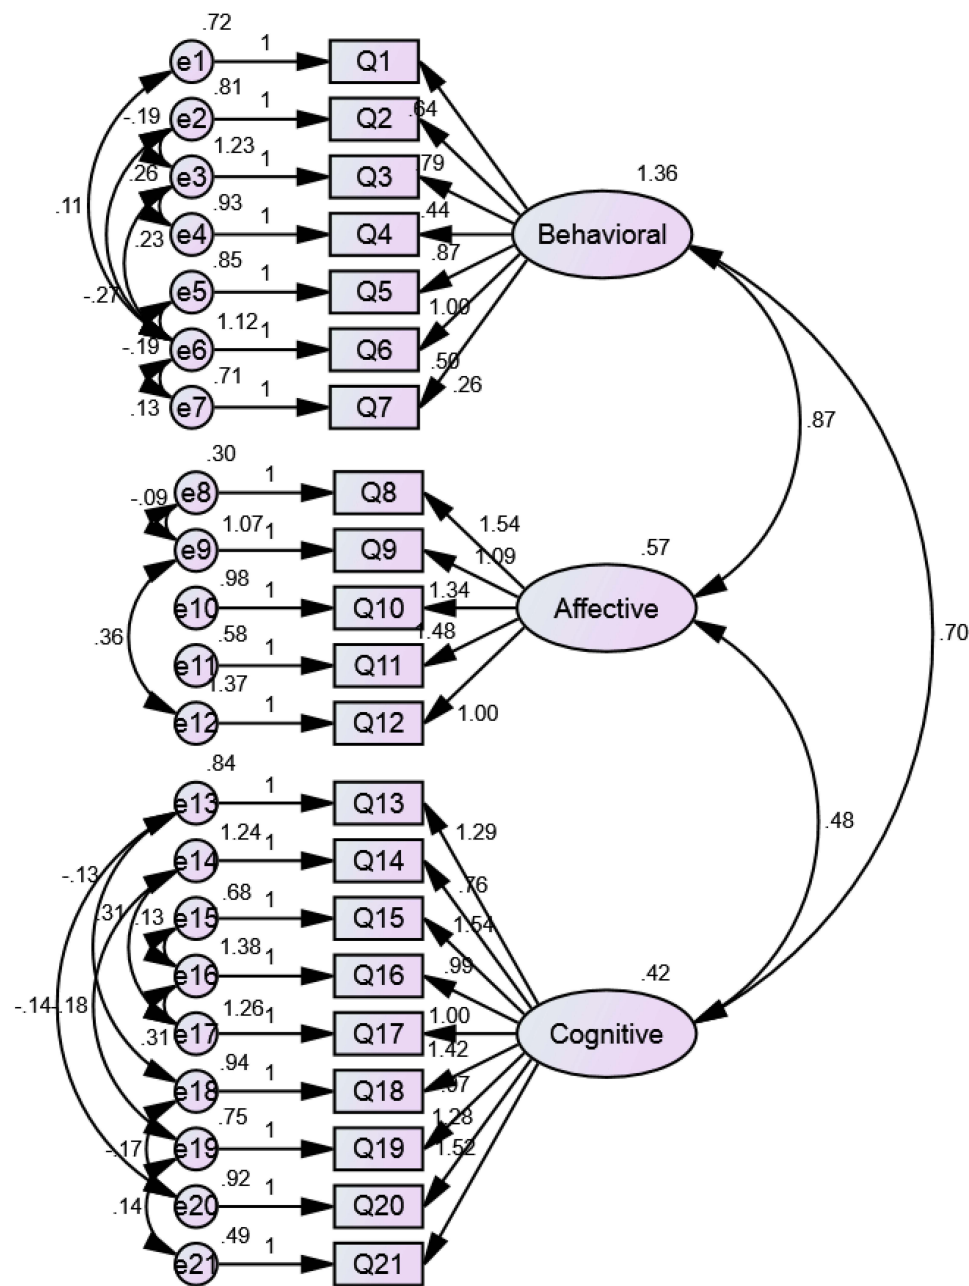 .72
e1 1 Q1
.81
-.19 e2 1 Q2 .64
1.23
.26 e3 1 Q3 .79
1.36
.11 .93
.23 e4 1 Q4 .44
Behavioral
.85 .87
-.27 e5 1 Q5
1.12 1.00
-.19 e6 1 Q6
.71 .50
.13 e7 1 Q7 .26
.87
.30
-.09 e8 1 Q8
1.07 1.54
e9 1 Q9 1.09
.57
.98 1.34
e10 1 Q10
Affective
.36 .58 1.48
e11 1 Q11
1.37
e12 1 Q12 1.00
.70
.84
e13 1 Q13
1.24 1.29
-.13 e14 1 Q14
.48
.68 .76
.31 .13 e15 1 Q15
1.38 1.54
e16 1 Q16 .99
.42
-.14 .18 1.26 1.00
.31 e17 1 Q17
Cognitive
.94 1.42
e18 1 Q18
.75 1.28
-.17 e19 1 Q19 1.52
.92
.14 e20 1 Q20
.49
e21 1 Q21